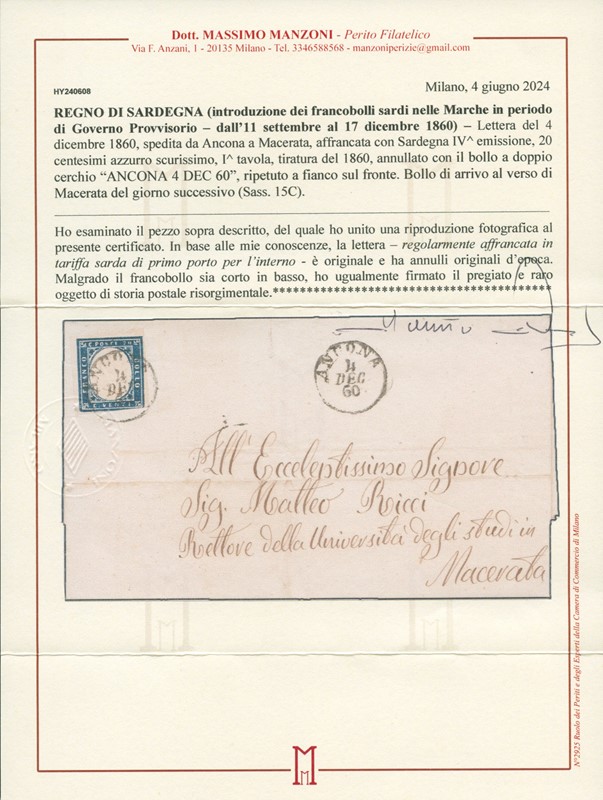 Dott. MASSIMO MANZONI - Perito Filatelico
Via F. Anzani, 1 - 20135 Milano - Tel. 3346588568 - manzoniperizie@gmail.com
HY240608
Milano, 4 giugno 2024
REGNO DI SARDEGNA (introduzione dei francobolli sardi nelle Marche in periodo
di Governo Provvisorio – dall'11 settembre al 17 dicembre 1860) – Lettera del 4
dicembre 1860, spedita da Ancona a Macerata, affrancata con Sardegna IV^ emissione, 20
centesimi azzurro scurissimo, I^ tavola, tiratura del 1860, annullato con il bollo a doppio
cerchio “ANCONA 4 DEC 60”, ripetuto a fianco sul fronte. Bollo di arrivo al verso di
Macerata del giorno successivo (Sass. 15C).
Ho esaminato il pezzo sopra descritto, del quale ho unito una riproduzione fotografica al
presente certificato. In base alle mie conoscenze, la lettera – regolarmente affrancata in
tariffa sarda di primo porto per l'interno - è originale e ha annulli originali d'epoca.
Malgrado il francobollo sia corto in basso, ho ugualmente firmato il pregiato e raro
oggetto di storia postale risorgimentale.****************************************
FRANCO
BOLLO
ANCONA
4
DEC
ANCONA
4
DEC
60
All' Eccellentissimo Signore
Sig. Matteo Ricci
Rettore della Università degli studi in
Macerata
N°2925 Ruolo dei Periti e degli Esperti della Camera di Commercio di Milano
M